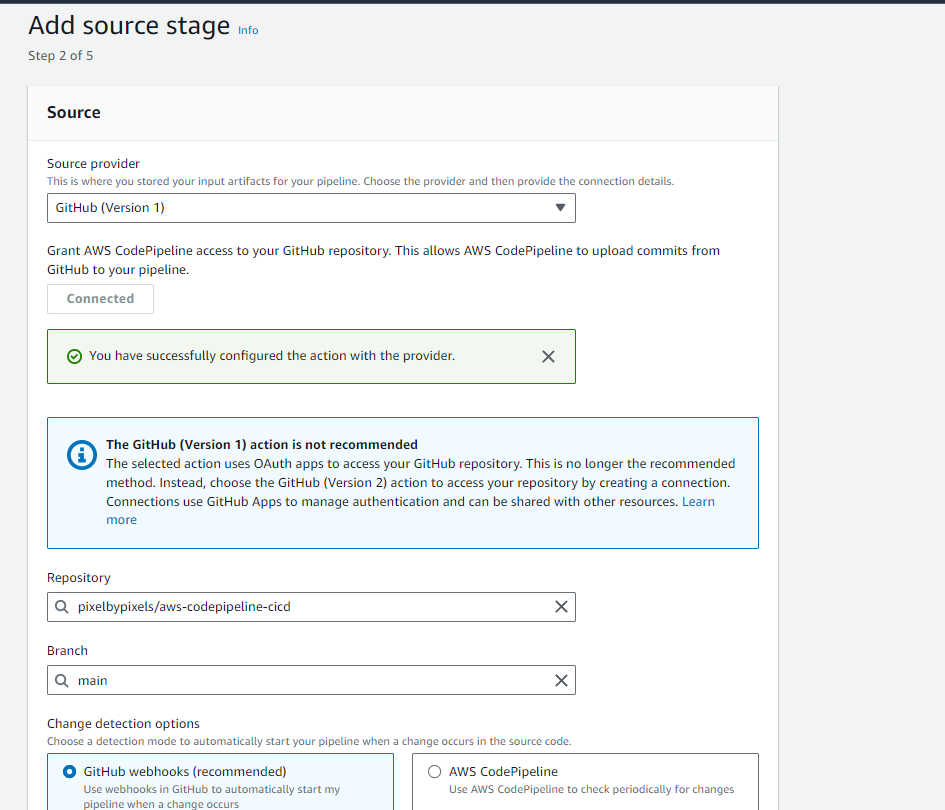 Add source stage Info
Step 2 of 5
Source
Source provider
This is where you stored your input artifacts for your pipeline. Choose the provider and then provide the connection details.
GitHub (Version 1)
Grant AWS CodePipeline access to your GitHub repository. This allows AWS CodePipeline to upload commits from
GitHub to your pipeline.
Connected
You have successfully configured the action with the provider.
The GitHub (Version 1) action is not recommended
The selected action uses OAuth apps to access your GitHub repository. This is no longer the recommended
method. Instead, choose the GitHub (Version 2) action to access your repository by creating a connection.
Connections use GitHub Apps to manage authentication and can be shared with other resources. Learn
more
Repository
pixelbypixels/aws-codepipeline-cicd
Branch
main
Change detection options
Choose a detection mode to automatically start your pipeline when a change occurs in the source code.
GitHub webhooks (recommended)
Use webhooks in GitHub to automatically start my
pipeline when a change occurs
AWS CodePipeline
Use AWS CodePipeline to check periodically for changes